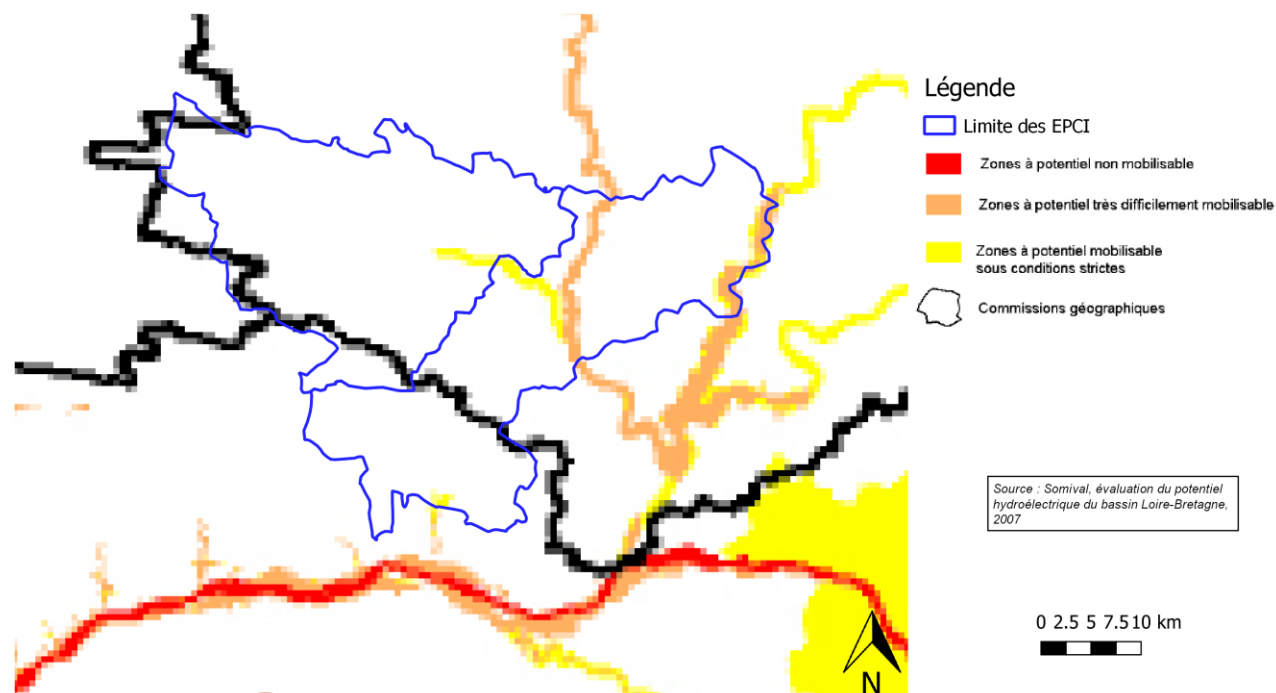 Légende
Limite des EPCI
Zones à potentiel non mobilisable
Zones à potentiel très difficilement mobilisable
Zones à potentiel mobilisable
sous conditions strictes
Commissions géographiques
Source : Somival, évaluation du potentiel
hydroélectrique du bassin Loire-Bretagne,
2007
0 2.5 5 7.5 10 km
N